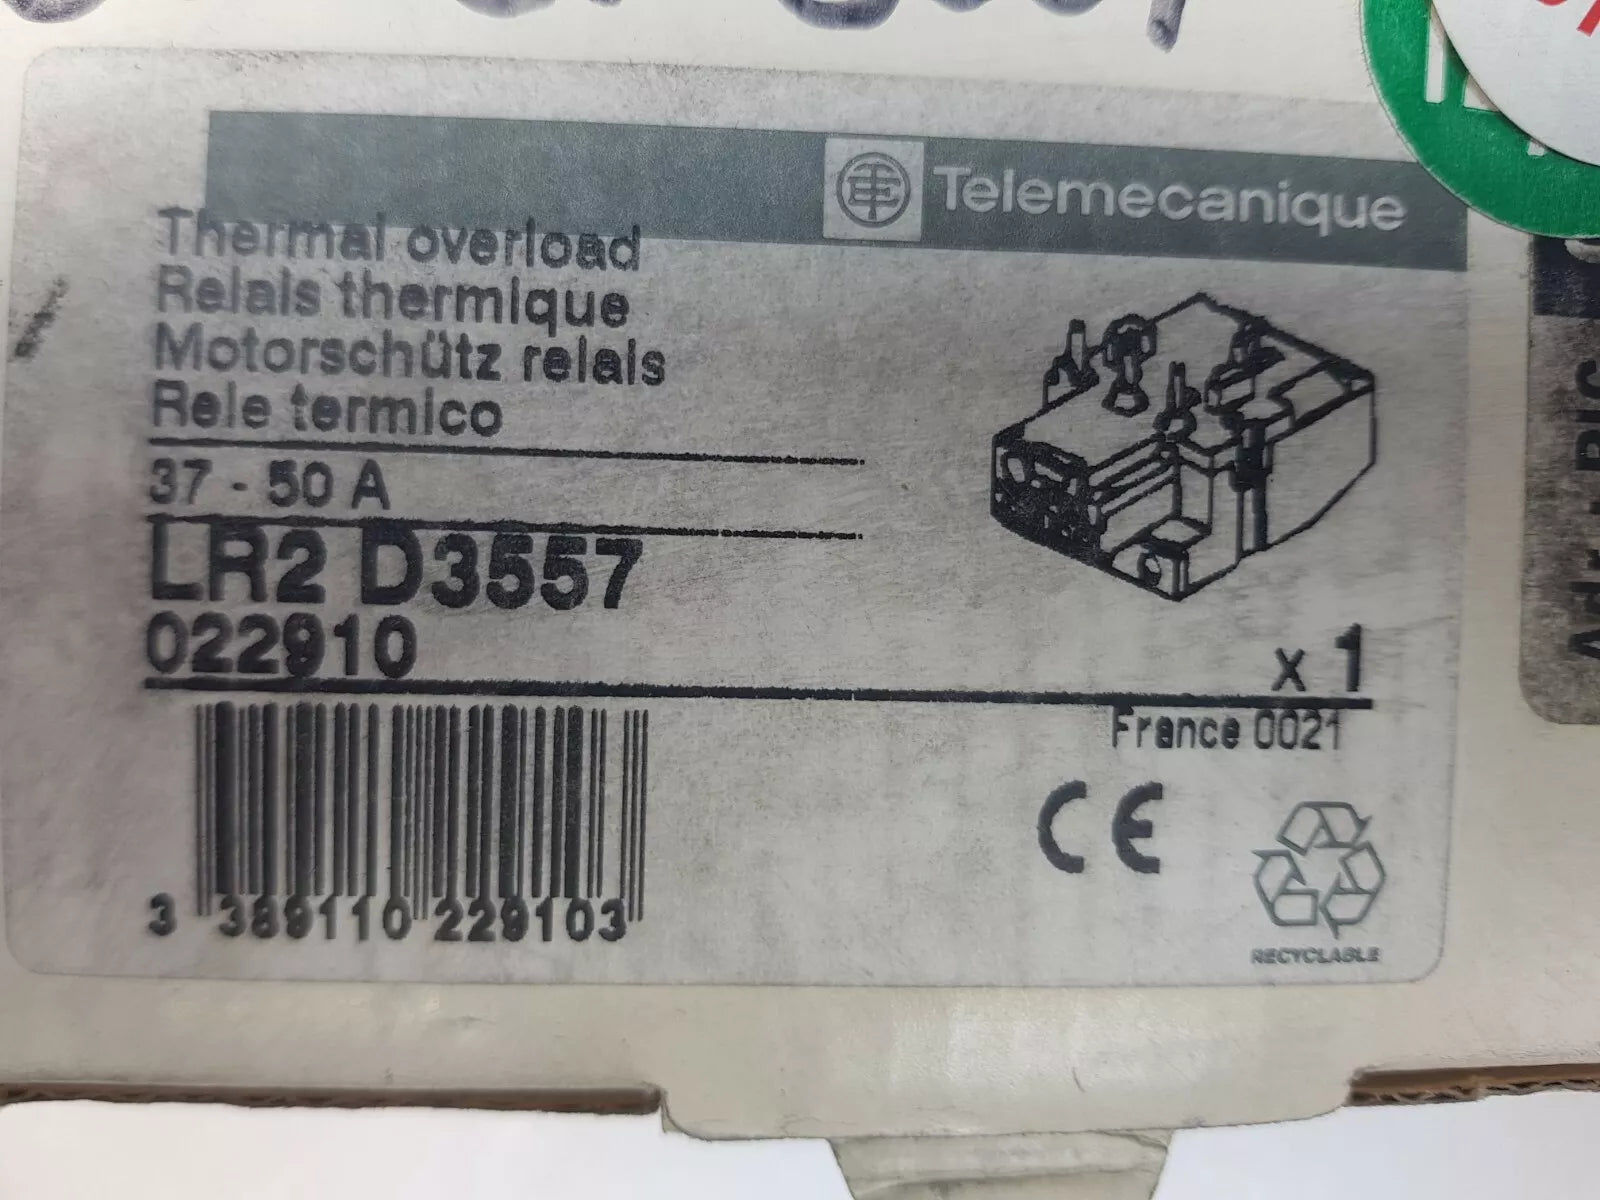 Telemecanique
Thermal overload
Relais thermique
Motorschütz relais
Rele termico
37 - 50 A
LR2 D3557
022910
x 1
France 0021
3 389110 229103
CE
RECYCLABLE